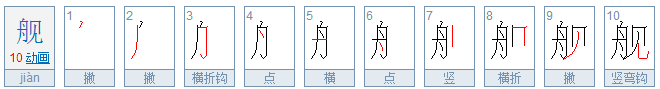 舰 1 2 3 4 5 6 7 8 9 10
10 动画
jiàn 撇 撇 横折钩 点 横 点 竖 横折 撇 竖弯钩